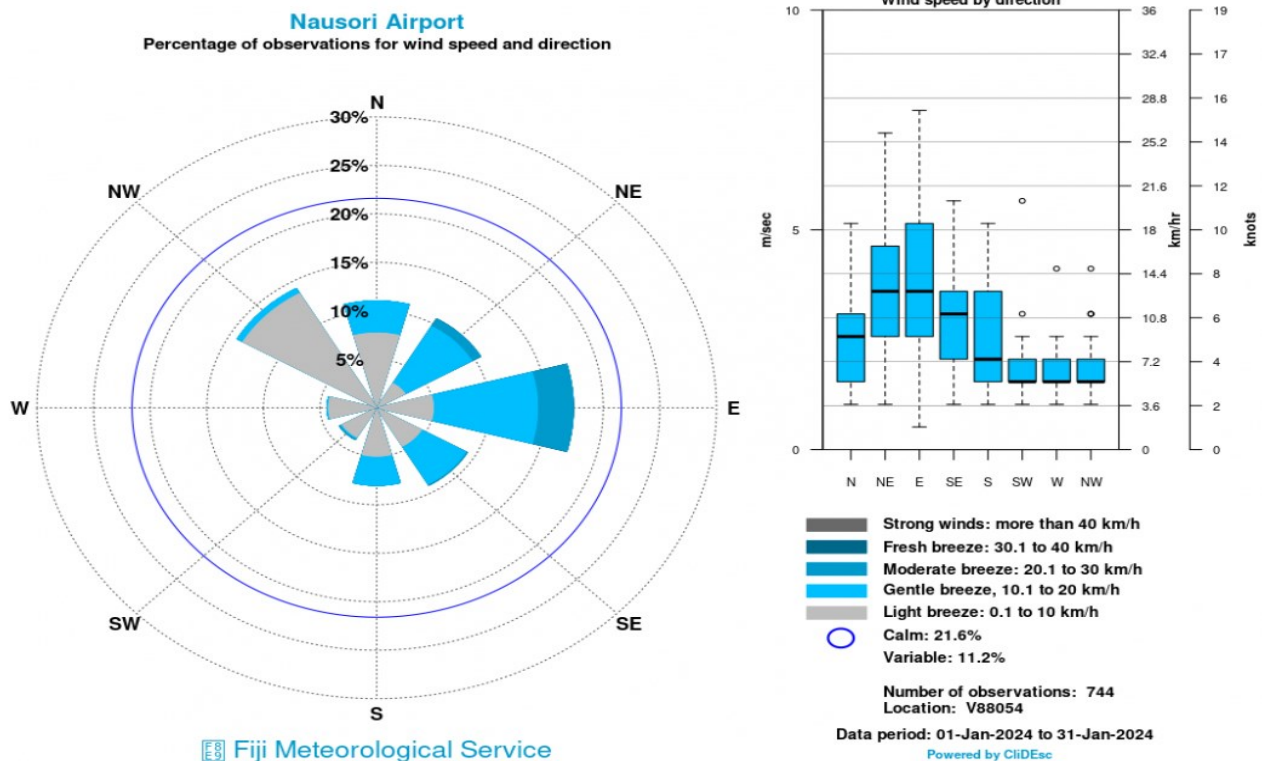 Nausori Airport
Percentage of observations for wind speed and direction
N
30%
25%
20%
15%
10%
5%
NW
NE
W
E
SW
SE
S
Fiji Meteorological Service
Wind speed by direction
10
5
0
m/sec
36
32.4
28.8
25.2
21.6
18
14.4
10.8
7.2
3.6
0
km/hr
19
17
16
14
12
10
8
6
4
2
0
knots
N NE E SE S SW W NW
Strong winds: more than 40 km/h
Fresh breeze: 30.1 to 40 km/h
Moderate breeze: 20.1 to 30 km/h
Gentle breeze, 10.1 to 20 km/h
Light breeze: 0.1 to 10 km/h
Calm: 21.6%
Variable: 11.2%
Number of observations: 744
Location: V88054
Data period: 01-Jan-2024 to 31-Jan-2024
Powered by CliDEsc